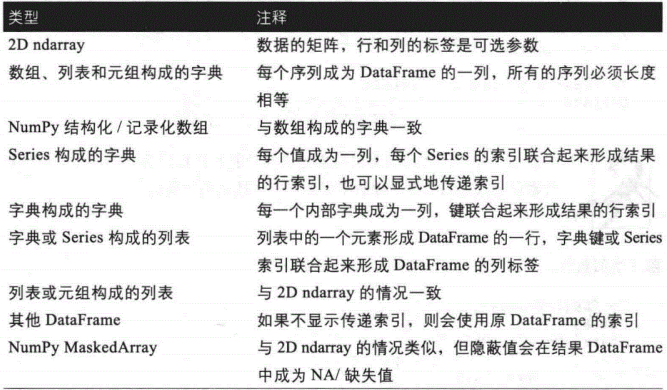 类型 注释
2D ndarray 数据的矩阵，行和列的标签是可选参数
数组、列表和元组构成的字典 每个序列成为 DataFrame 的一列，所有的序列必须长度
相等
NumPy 结构化 / 记录化数组 与数组构成的字典一致
Series 构成的字典 每个值成为一列，每个 Series 的索引联合起来形成结果
的行索引，也可以显式地传递索引
字典构成的字典 每一个内部字典成为一列，键联合起来形成结果的行索引
字典或 Series 构成的列表 列表中的一个元素形成 DataFrame 的一行，字典键或 Series
索引联合起来形成 DataFrame 的列标签
列表或元组构成的列表 与 2D ndarray 的情况一致
其他 DataFrame 如果不显示传递索引，则会使用原 DataFrame 的索引
NumPy MaskedArray 与 2D ndarray 的情况类似，但隐蔽值会在结果 DataFrame
中成为 NA/ 缺失值